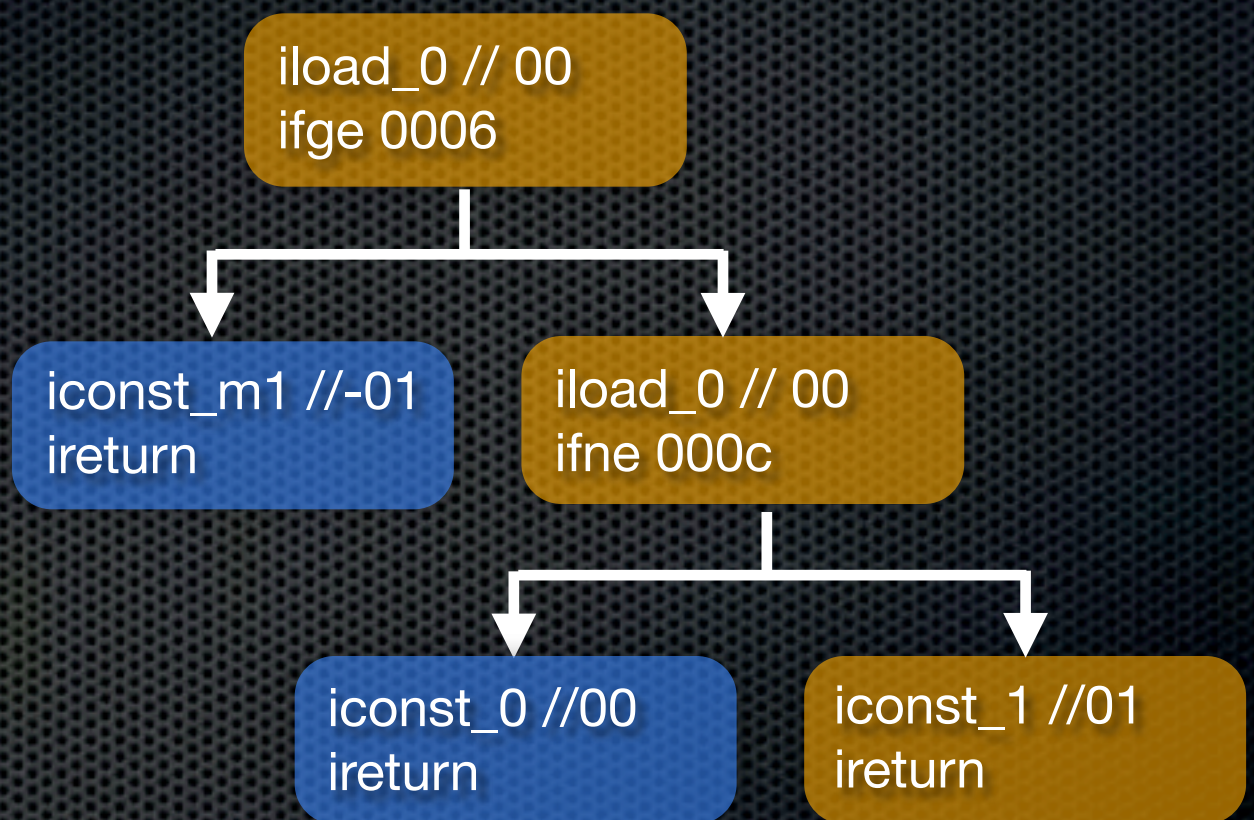 iload_0 // 00
ifge 0006
iconst_m1 //-01
ireturn
iload_0 // 00
ifne 000c
iconst_0 //00
ireturn
iconst_1 //01
ireturn